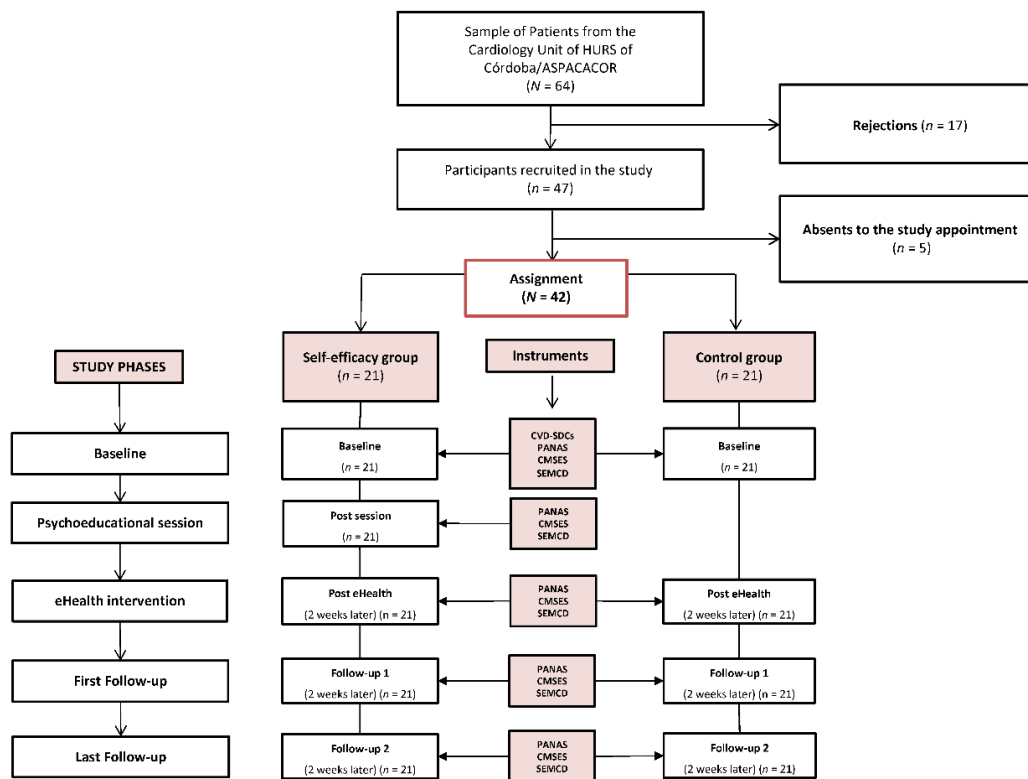 Sample of Patients from the
Cardiology Unit of HURS of
Córdoba/ASPACACOR
(N = 64)
Rejections (n = 17)
Participants recruited in the study
(n = 47)
Absents to the study appointment
(n = 5)
Assignment
(N = 42)
STUDY PHASES
Self-efficacy group
(n = 21)
Instruments
Control group
(n = 21)
Baseline
Baseline
(n = 21)
CVD-SDCs
PANAS
CMSES
SEMCD
Baseline
(n = 21)
Psychoeducational session
Post session
(n = 21)
PANAS
CMSES
SEMCD
eHealth intervention
Post eHealth
(2 weeks later) (n = 21)
PANAS
CMSES
SEMCD
Post eHealth
(2 weeks later) (n = 21)
First Follow-up
Follow-up 1
(2 weeks later) (n = 21)
PANAS
CMSES
SEMCD
Follow-up 1
(2 weeks later) (n = 21)
Last Follow-up
Follow-up 2
(2 weeks later) (n = 21)
PANAS
CMSES
SEMCD
Follow-up 2
(2 weeks later) (n = 21)